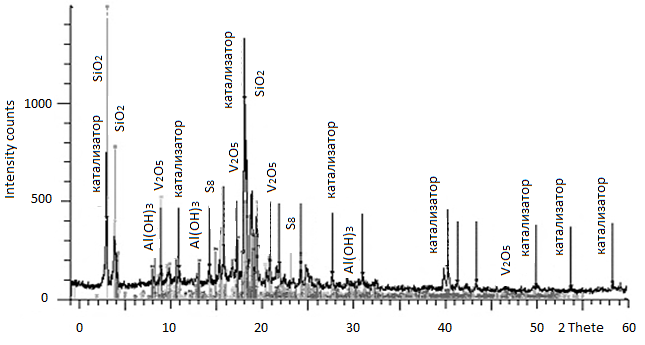 Intensity counts
1000
500
0
катализатор
SiO2
SiO2
Al(OH)3
V2O5
катализатор
Al(OH)3
S8
V2O5
катализатор
SiO2
V2O5
S8
катализатор
Al(OH)3
катализатор
V2O5
катализатор
катализатор
катализатор
0 10 20 30 40 50 2 Thete 60